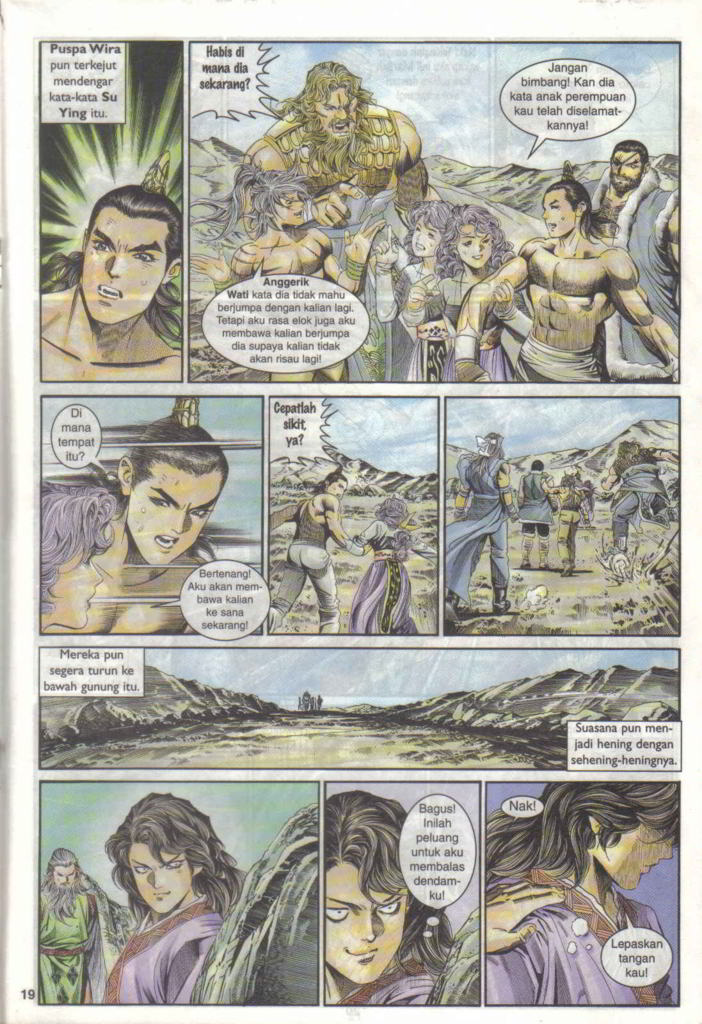 Puspa Wira
pun terkejut
mendengar
kata-kata Su
Ying itu.
Habis di
mana dia
sekarang?
Jangan
bimbang! Kan dia
kata anak perempuan
kau telah diselamat-
kannya!
Anggerik
Wati kata dia tidak mahu
berjumpa dengan kalian lagi.
Tetapi aku rasa elok juga aku
membawa kalian berjumpa
dia supaya kalian tidak
akan risau lagi!
Di
mana
tempat
itu?
Bertenang!
Aku akan mem-
bawa kalian
ke sana
sekarang!
Cepatlah
sikit,
ya?
Mereka pun
segera turun ke
bawah gunung itu.
Suasana pun men-
jadi hening dengan
sehening-heningnya.
Bagus!
Inilah
peluang
untuk aku
membalas
dendam-
ku!
Nak!
Lepaskan
tangan
kau!
19